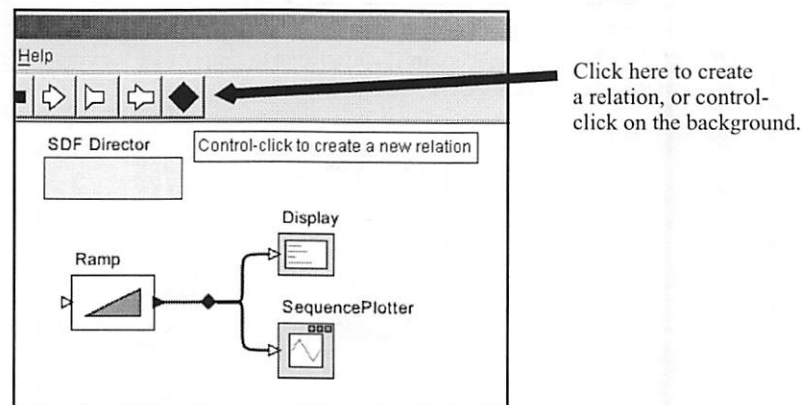 Help
Click here to create
a relation, or control-
click on the background.
SDF Director
Control-click to create a new relation
Display
Ramp
SequencePlotter